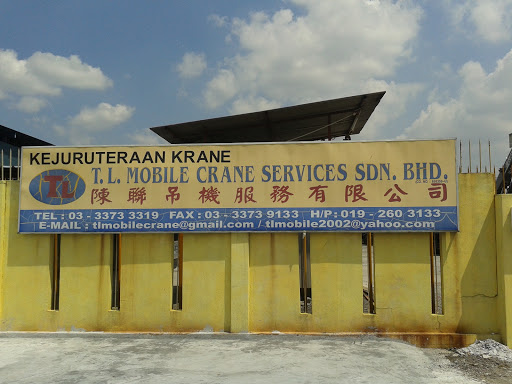 KEJURUTERAAN KRANE
TL
T.L. MOBILE CRANE SERVICES SDN. BHD.
陳聯吊機服務有限公司
TEL : 03 - 3373 3319 FAX : 03 - 3373 9133 H/P : 019 - 260 3133
E-MAIL : tlmobilecrane@gmail.com / tlmobile2002@yahoo.com